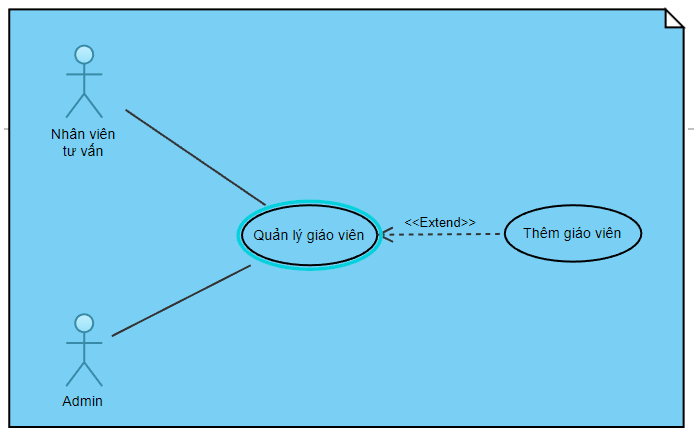 Nhân viên
tư vấn
Quản lý giáo viên
<<Extend>>
Thêm giáo viên
Admin